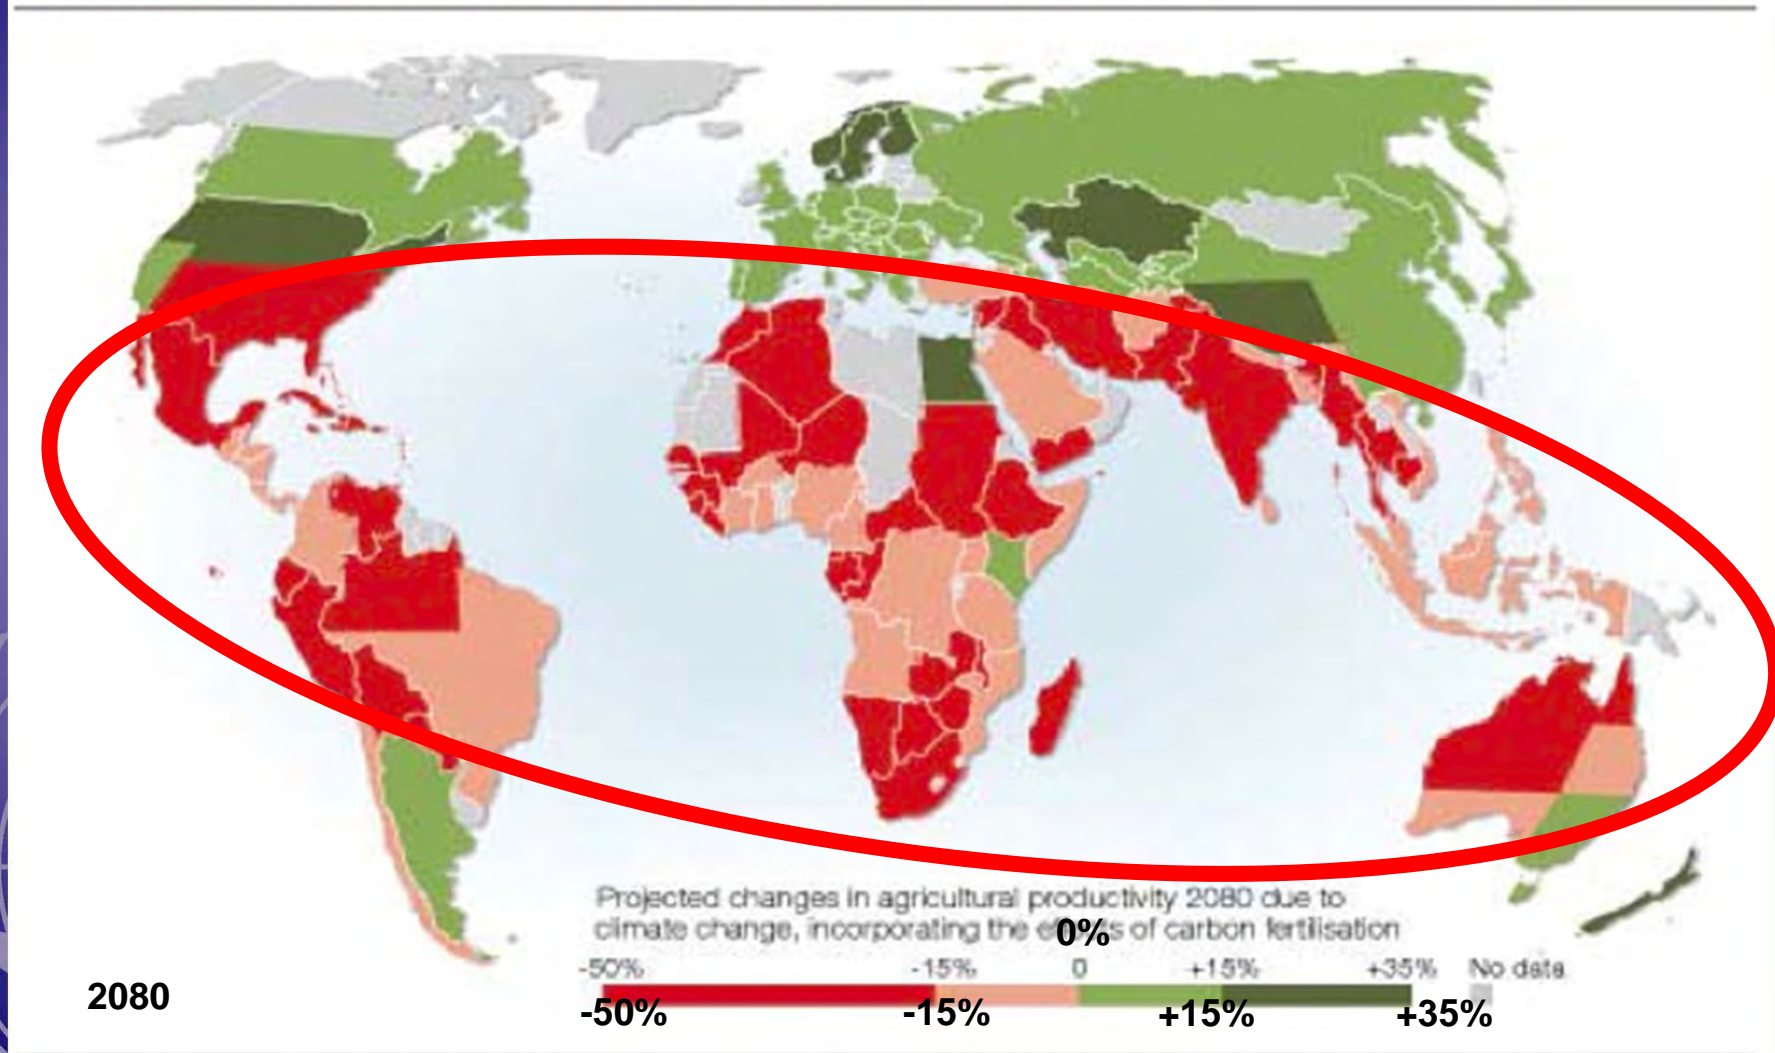 Projected changes in agricultural productivity 2080 due to
climate change, incorporating the s of carbon fertilisation
0%
-50% -15% 0 +15% +35% No data
2080
-50% -15% +15% +35%